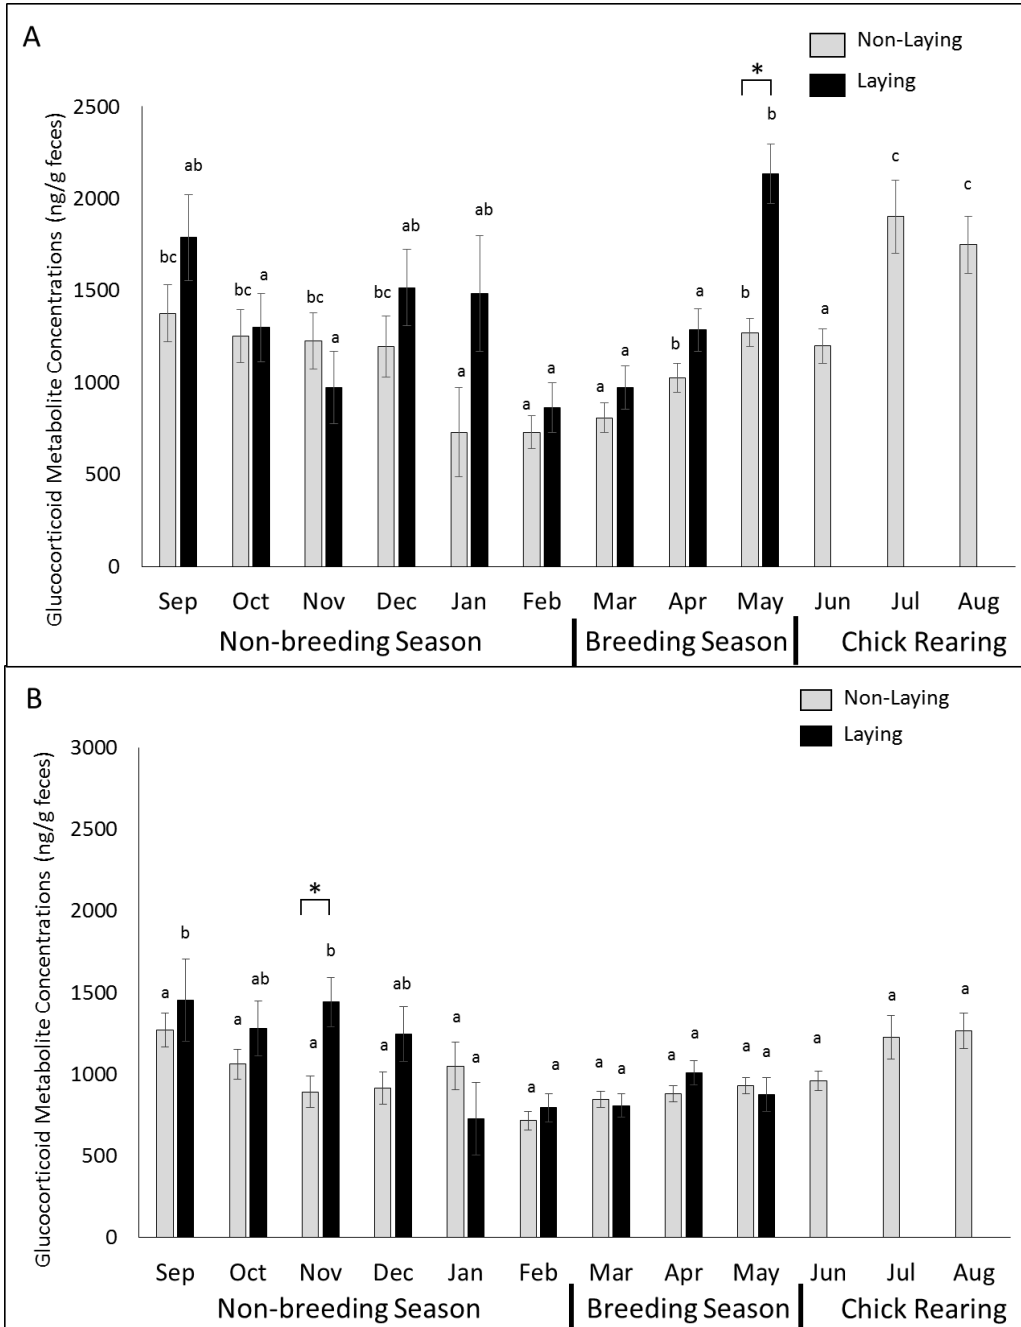 A
Non-Laying
Laying
*
Glucocorticoid Metabolite Concentrations (ng/g feces)
2500
2000
1500
1000
500
0
bc ab bc a bc a bc ab a ab a a a a b a b b a c c
Sep Oct Nov Dec Jan Feb Mar Apr May Jun Jul Aug
Non-breeding Season Breeding Season Chick Rearing
B
Non-Laying
Laying
Glucocorticoid Metabolite Concentrations (ng/g feces)
3000
2500
2000
1500
1000
500
0
*
a b a ab a b a ab a a a a a a a a a a a a a
Sep Oct Nov Dec Jan Feb Mar Apr May Jun Jul Aug
Non-breeding Season Breeding Season Chick Rearing